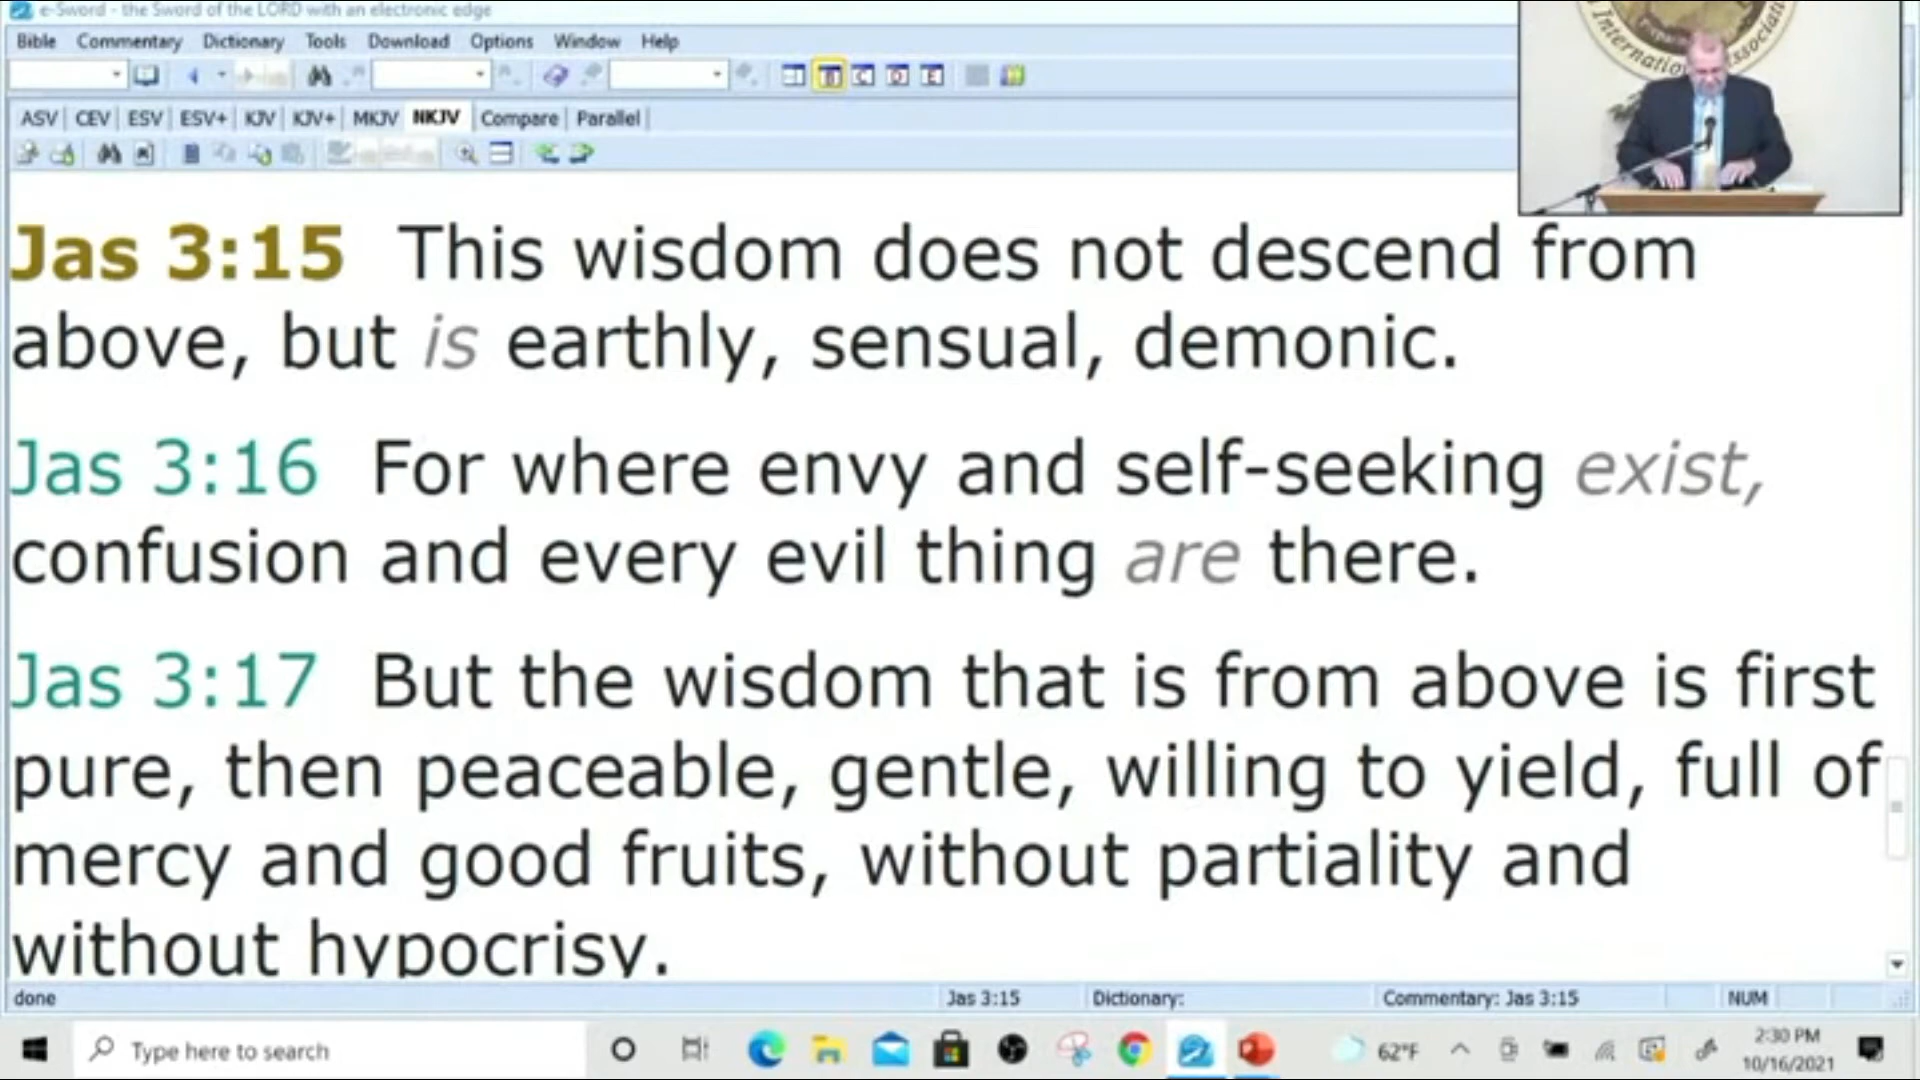 e-Sword - the Sword of the LORD with an electronic edge
Bible Commentary Dictionary Tools Download Options Window Help
ASV CEV ESV ESV+ KJV KJV+ MKJV NKJV Compare Parallel
Internation Associati
Jas 3:15 This wisdom does not descend from
above, but is earthly, sensual, demonic.
Jas 3:16 For where envy and self-seeking exist,
confusion and every evil thing are there.
Jas 3:17 But the wisdom that is from above is first
pure, then peaceable, gentle, willing to yield, full of
mercy and good fruits, without partiality and
without hypocrisy.
done Jas 3:15 Dictionary: Commentary: Jas 3:15 NUM
Type here to search 62°F 2:30 PM
10/16/2021